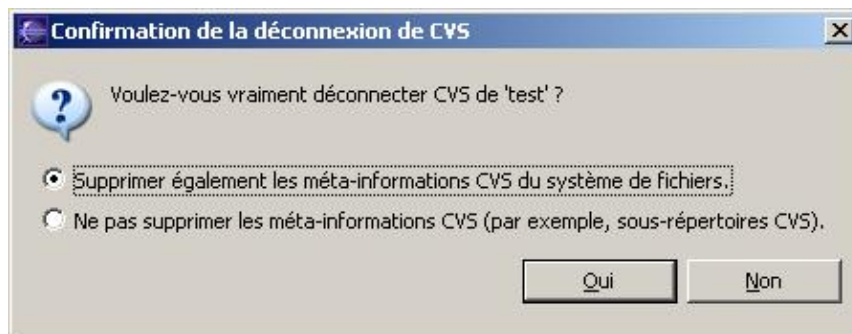 Confirmation de la déconnexion de CVS
Voulez-vous vraiment déconnecter CVS de 'test' ?
Supprimer également les méta-informations CVS du système de fichiers.
Ne pas supprimer les méta-informations CVS (par exemple, sous-répertoires CVS).
Oui Non